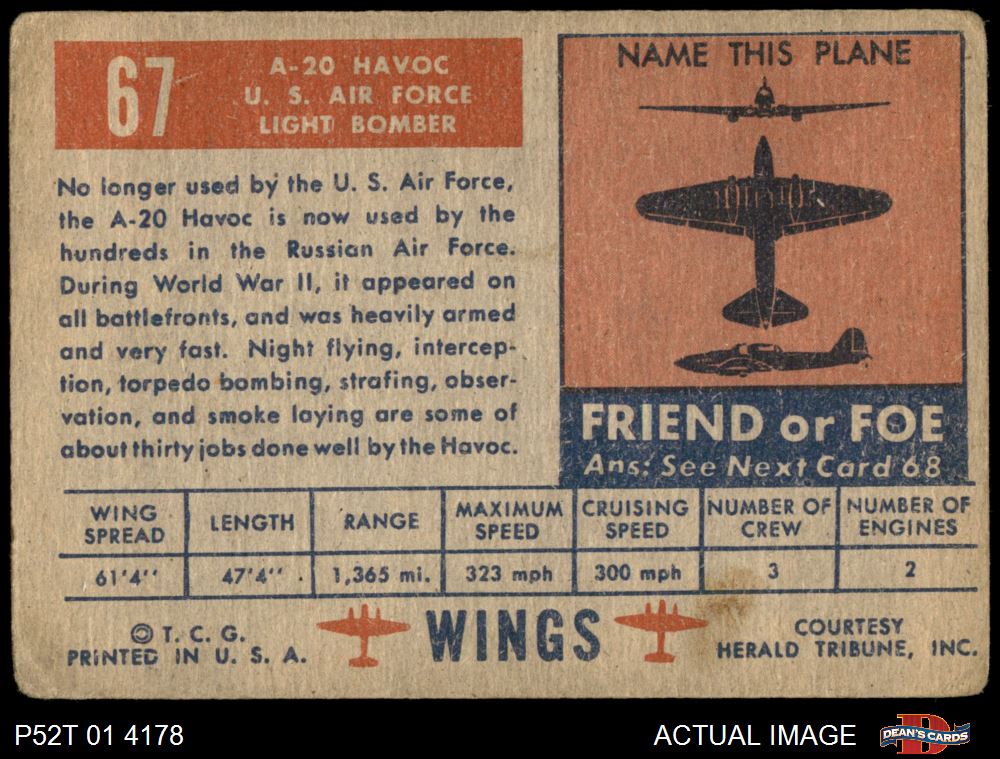 67
A-20 HAVOC
U. S. AIR FORCE
LIGHT BOMBER
No longer used by the U. S. Air Force,
the A-20 Havoc is now used by the
hundreds in the Russian Air Force.
During World War II, it appeared on
all battlefronts, and was heavily armed
and very fast. Night flying, intercep-
tion, torpedo bombing, strafing, obser-
vation, and smoke laying are some of
about thirty jobs done well by the Havoc.
NAME THIS PLANE
FRIEND or FOE
Ans: See Next Card 68
WING SPREAD LENGTH RANGE MAXIMUM SPEED CRUISING SPEED NUMBER OF CREW NUMBER OF ENGINES
61'4" 47'4" 1,365 mi. 323 mph 300 mph 3 2
© T. C. G.
PRINTED IN U. S. A.
WINGS
COURTESY
HERALD TRIBUNE, INC.
P52T 01 4178
ACTUAL IMAGE
D
DEAN'S CARDS